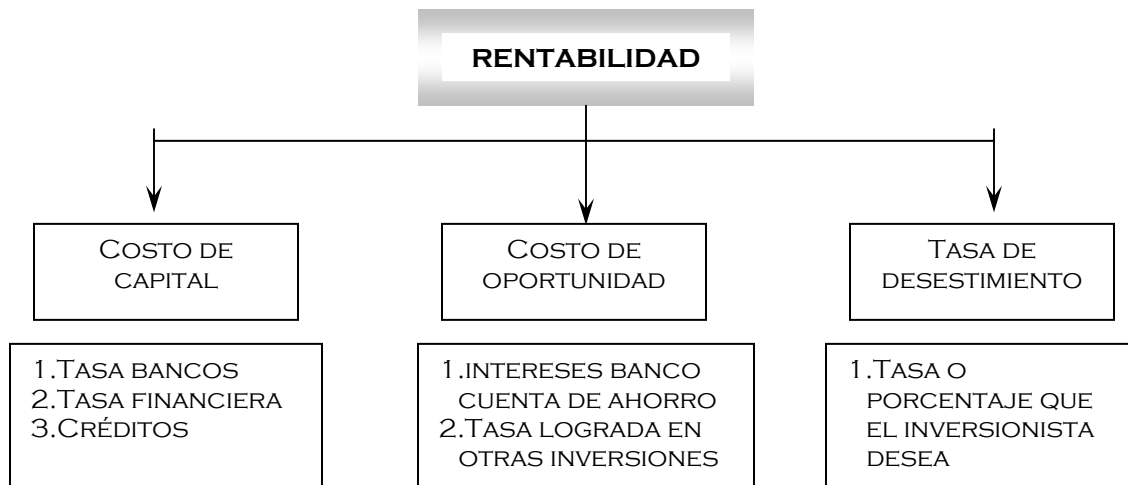 RENTABILIDAD
COSTO DE
CAPITAL
COSTO DE
OPORTUNIDAD
TASA DE
DESESTIMIENTO
1.TASA BANCOS
2.TASA FINANCIERA
3.CRÉDITOS
1.INTERESES BANCO
CUENTA DE AHORRO
2.TASA LOGRADA EN
OTRAS INVERSIONES
1.TASA O
PORCENTAJE QUE
EL INVERSIONISTA
DESEA